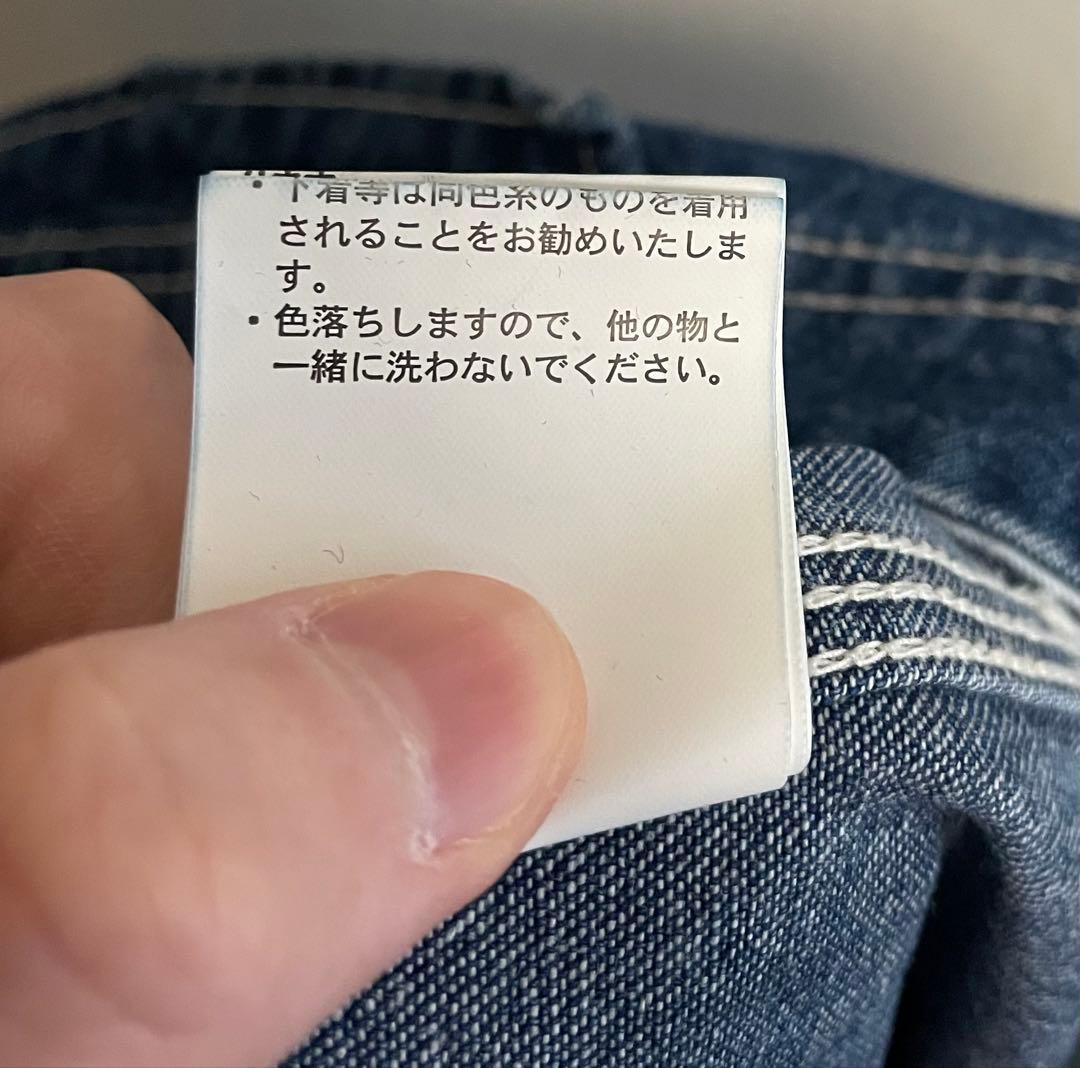 ・下着等は同色系のものを着用
されることをお勧めいたしま
す。
・色落ちしますので、他の物と
一緒に洗わないでください。